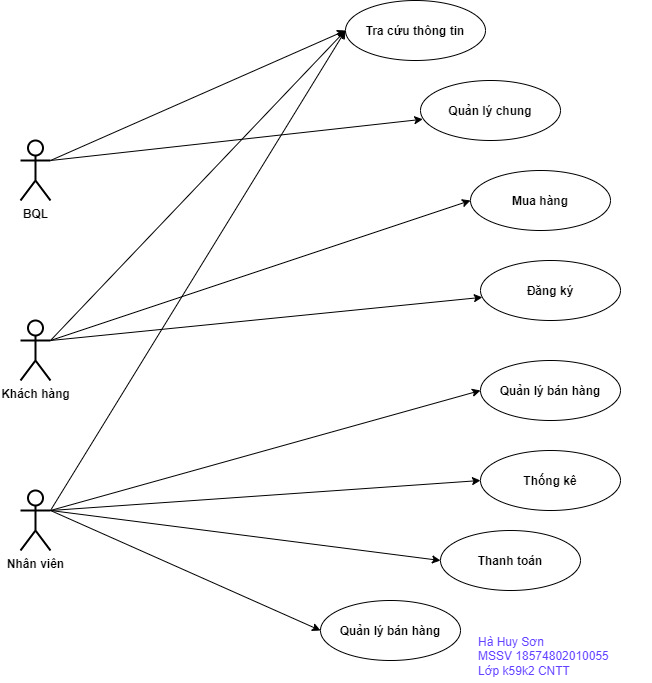 Tra cứu thông tin
Quản lý chung
BQL
Mua hàng
Đăng ký
Khách hàng
Quản lý bán hàng
Thống kê
Nhân viên
Thanh toán
Quản lý bán hàng
Hà Huy Sơn
MSSV 18574802010055
Lớp k59k2 CNTT